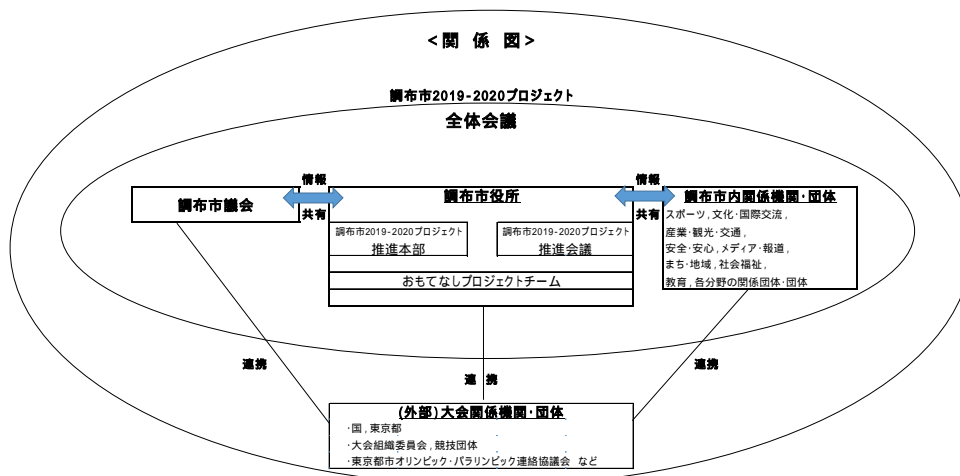 <関 係 図>
調布市2019-2020プロジェクト
全体会議
調布市議会
情報
共有
調布市役所
調布市2019-2020プロジェクト
推進本部
調布市2019-2020プロジェクト
推進会議
おもてなしプロジェクトチーム
情報
共有
調布市内関係機関・団体
スポーツ,文化・国際交流,
産業・観光・交通,
安全・安心,メディア・報道,
まち・地域,社会福祉,
教育,各分野の関係団体・団体
連携
連 携
連携
(外部)大会関係機関・団体
・国,東京都
・大会組織委員会,競技団体
・東京都市オリンピック・パラリンピック連絡協議会 など